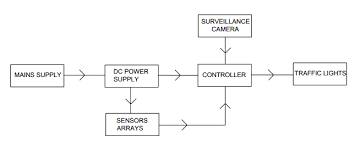 SURVEILLANCE
CAMERA
MAINS SUPPLY
DC POWER
SUPPLY
CONTROLLER
TRAFFIC LIGHTS
SENSORS
ARRAYS